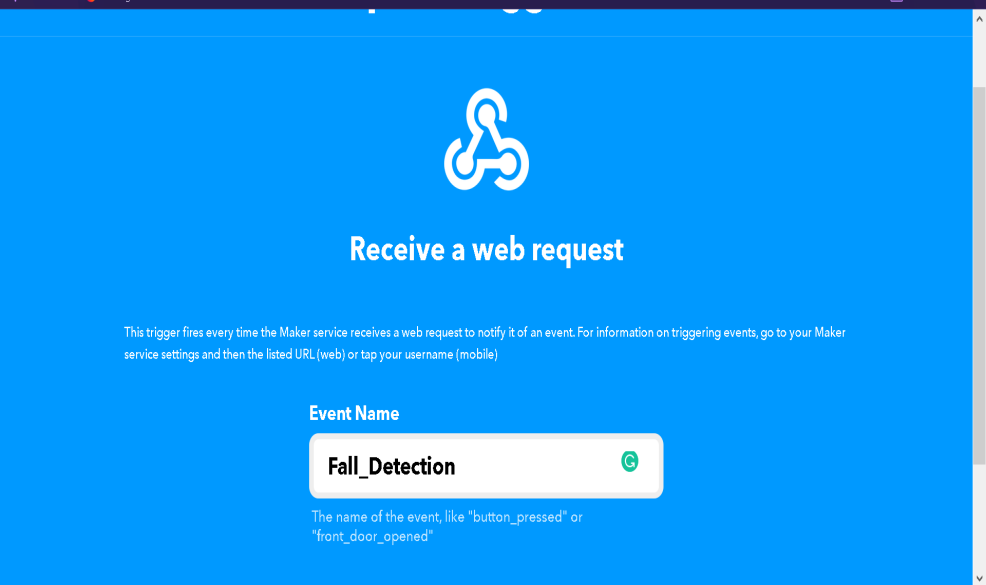 Receive a web request
This trigger fires every time the Maker service receives a web request to notify it of an event. For information on triggering events, go to your Maker
service settings and then the listed URL (web) or tap your username (mobile)
Event Name
Fall_Detection
The name of the event, like "button_pressed" or
"front_door_opened"